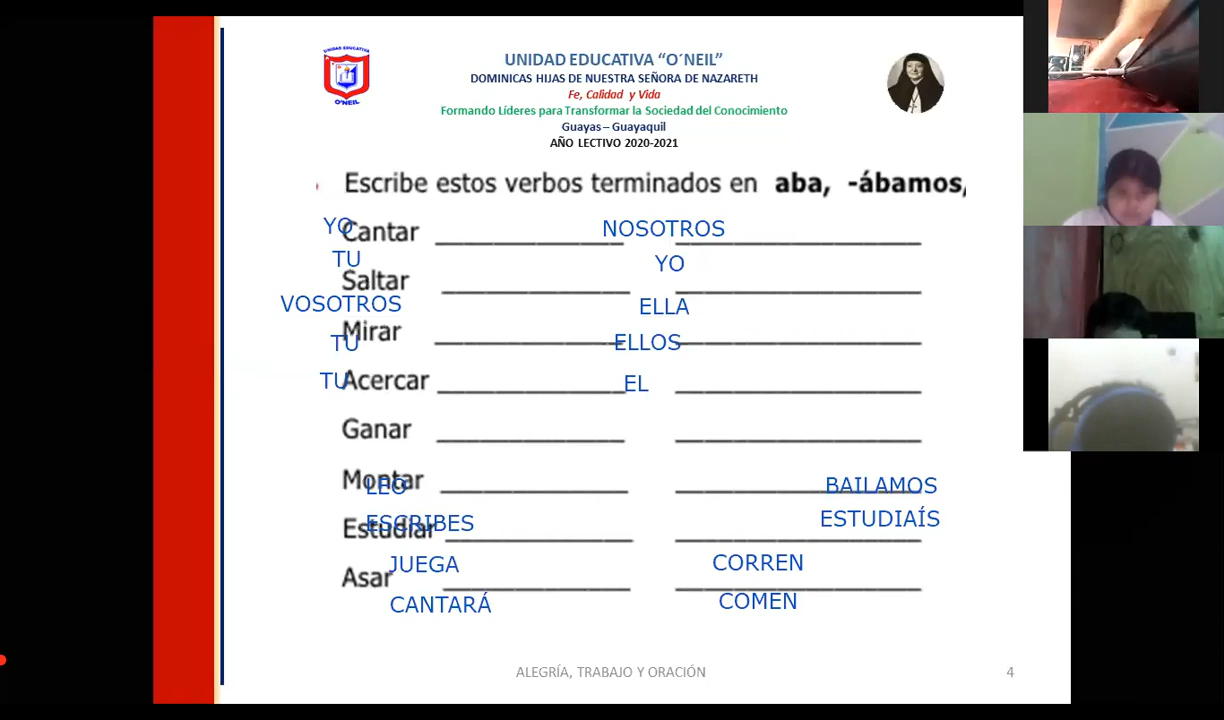 UNIDAD EDUCATIVA
O'NEIL
UNIDAD EDUCATIVA “O´NEIL”
DOMINICAS HIJAS DE NUESTRA SEÑORA DE NAZARETH
Fe, Calidad y Vida
Formando Líderes para Transformar la Sociedad del Conocimiento
Guayas – Guayaquil
AÑO LECTIVO 2020-2021
Escribe estos verbos terminados en aba, -ábamos,
YO NOSOTROS
Cantar
TU YO
Saltar
VOSOTROS ELLA
Mirar
TU ELLOS
Acercar
TU EL
Ganar
Montar
LEO BAILAMOS
Estudiar
ESCRIBES ESTUDIAÍS
JUEGA CORREN
Asar
CANTARÁ COMEN
ALEGRÍA, TRABAJO Y ORACIÓN 4